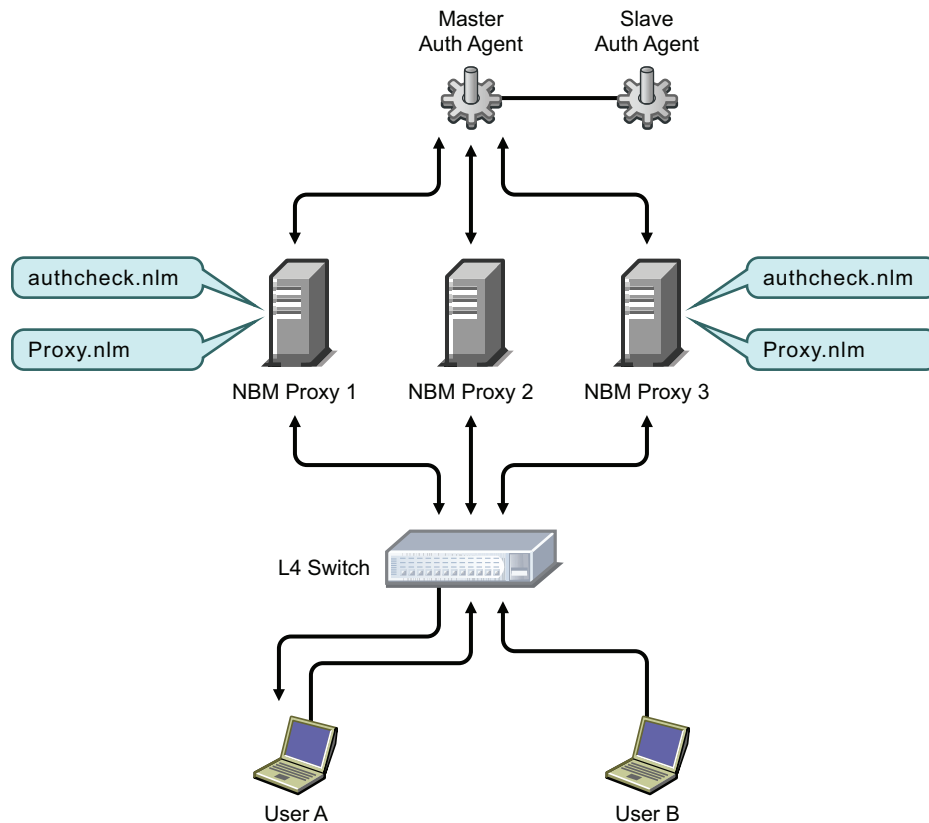 Master
Auth Agent
Slave
Auth Agent
authcheck.nlm
Proxy.nlm
authcheck.nlm
Proxy.nlm
NBM Proxy 1
NBM Proxy 2
NBM Proxy 3
L4 Switch
User A
User B